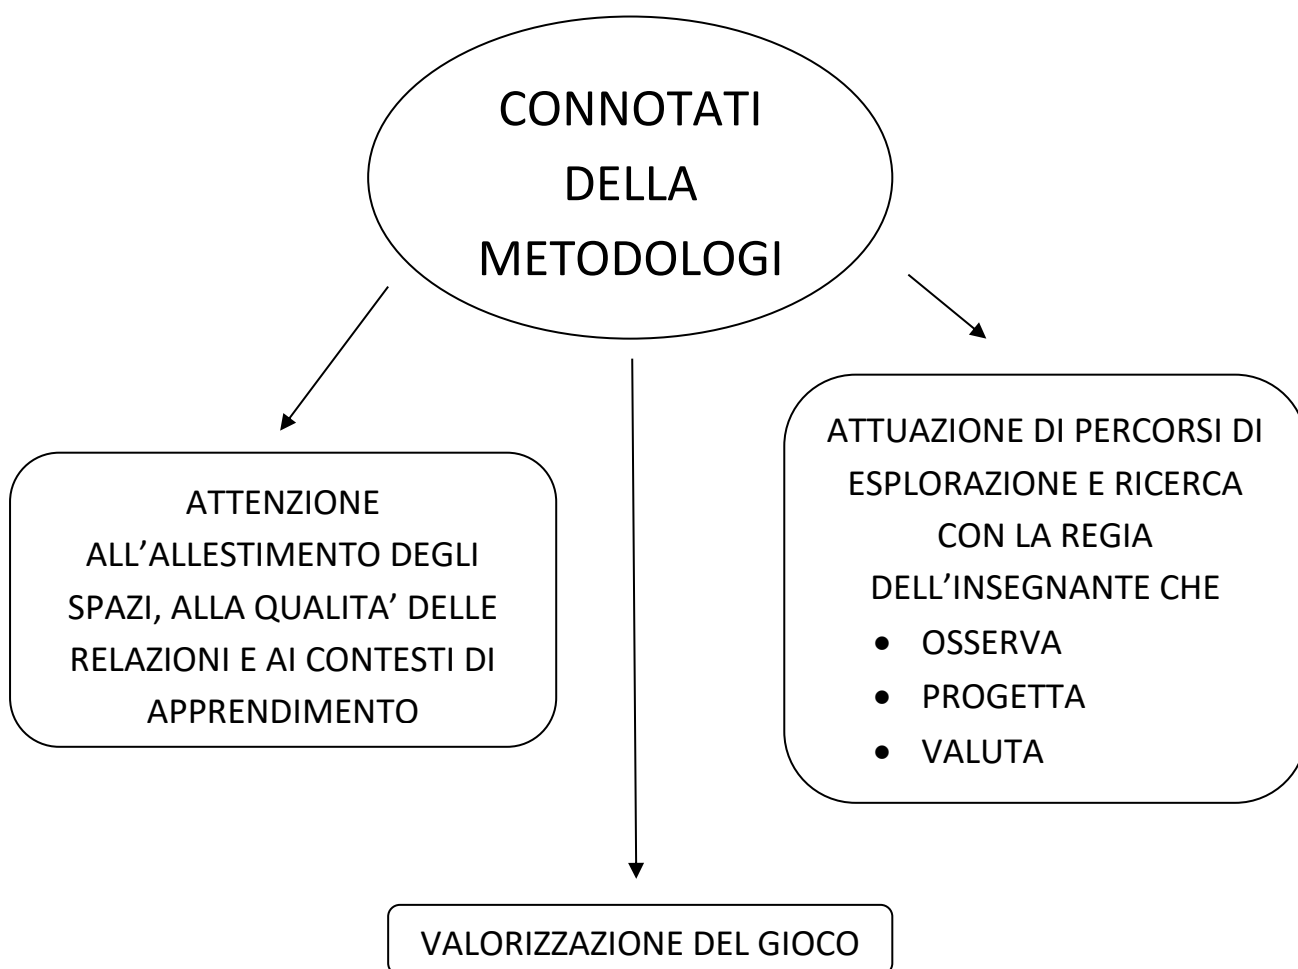 CONNOTATI
DELLA
METODOLOGI
ATTENZIONE
ALL’ALLESTIMENTO DEGLI
SPAZI, ALLA QUALITA’ DELLE
RELAZIONI E AI CONTESTI DI
APPRENDIMENTO
ATTUAZIONE DI PERCORSI DI
ESPLORAZIONE E RICERCA
CON LA REGIA
DELL’INSEGNANTE CHE
• OSSERVA
• PROGETTA
• VALUTA
VALORIZZAZIONE DEL GIOCO